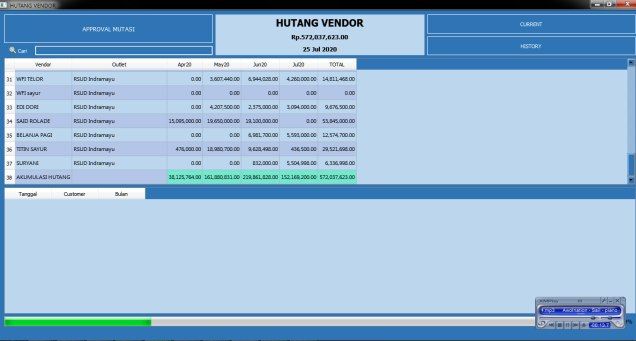 HUTANG VENDOR
APPROVAL MUTASI
HUTANG VENDOR
Rp.572,037,623.00
25 Jul 2020
CURRENT
HISTORY
Cari
Vendor Outlet Apr20 May20 Jun20 Jul20 TOTAL
31 WFI TELOR RSUD Indramayu 0.00 3,607,440.00 6,944,028.00 4,260,000.00 14,811,468.00
32 WFI sayur RSUD Indramayu 0.00 0.00 0.00 0.00 0.00
33 EDI DORI RSUD Indramayu 0.00 4,207,500.00 2,375,000.00 3,094,000.00 9,676,500.00
34 SAID ROLADE RSUD Indramayu 15,095,000.00 19,650,000.00 19,100,000.00 0.00 53,845,000.00
35 BELANJA PAGI RSUD Indramayu 0.00 0.00 6,981,700.00 5,593,000.00 12,574,700.00
36 TITIN SAYUR RSUD Indramayu 476,000.00 18,980,700.00 9,628,498.00 436,500.00 29,521,698.00
37 SURYANI RSUD Indramayu 0.00 0.00 832,000.00 5,504,998.00 6,336,998.00
38 AKUMULASI HUTANG 38,125,764.00 161,880,831.00 219,861,828.00 152,169,200.00 572,037,623.00
Tanggal Customer Bulan
XMPlay
Awolnation - Sail - piano